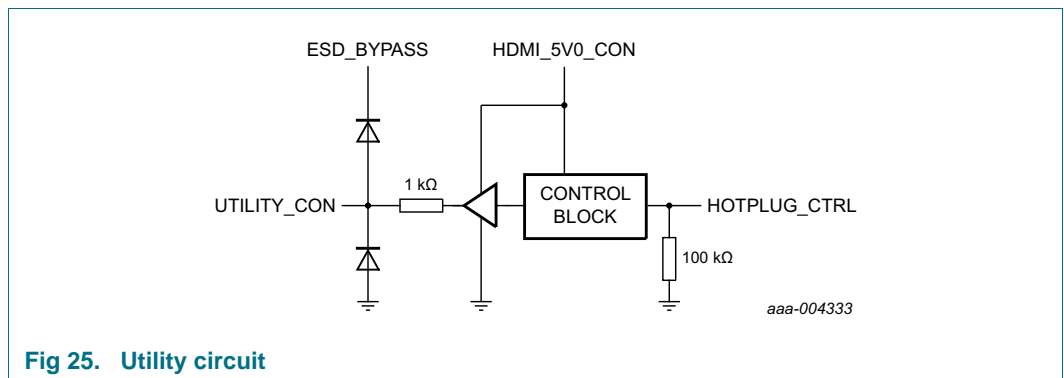 ESD_BYPASS
HDMI_5V0_CON
UTILITY_CON
1 kΩ
CONTROL
BLOCK
HOTPLUG_CTRL
100 kΩ
aaa-004333
Fig 25. Utility circuit